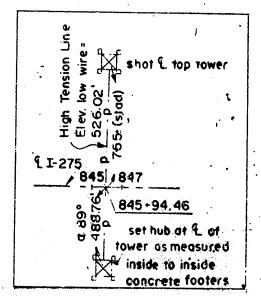 High Tension Line
Elev. low wire =
526.02'
shot ℄ top tower
765± (stad)
p
p
℄ I-275
845
847
845+94.46
α 89°
488.76'
p
set hub at ℄ of
tower as measured
inside to inside
concrete footers